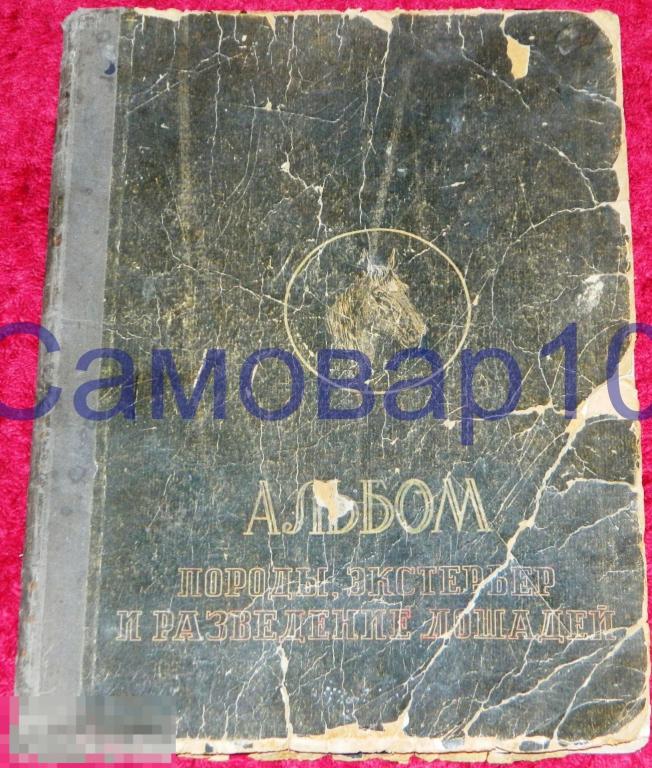 Самовар10
АЛЬБОМ
ПОРОДЫ, ЭКСТЕРЬЕР
И РАЗВЕДЕНИЕ ЛОШАДЕЙ